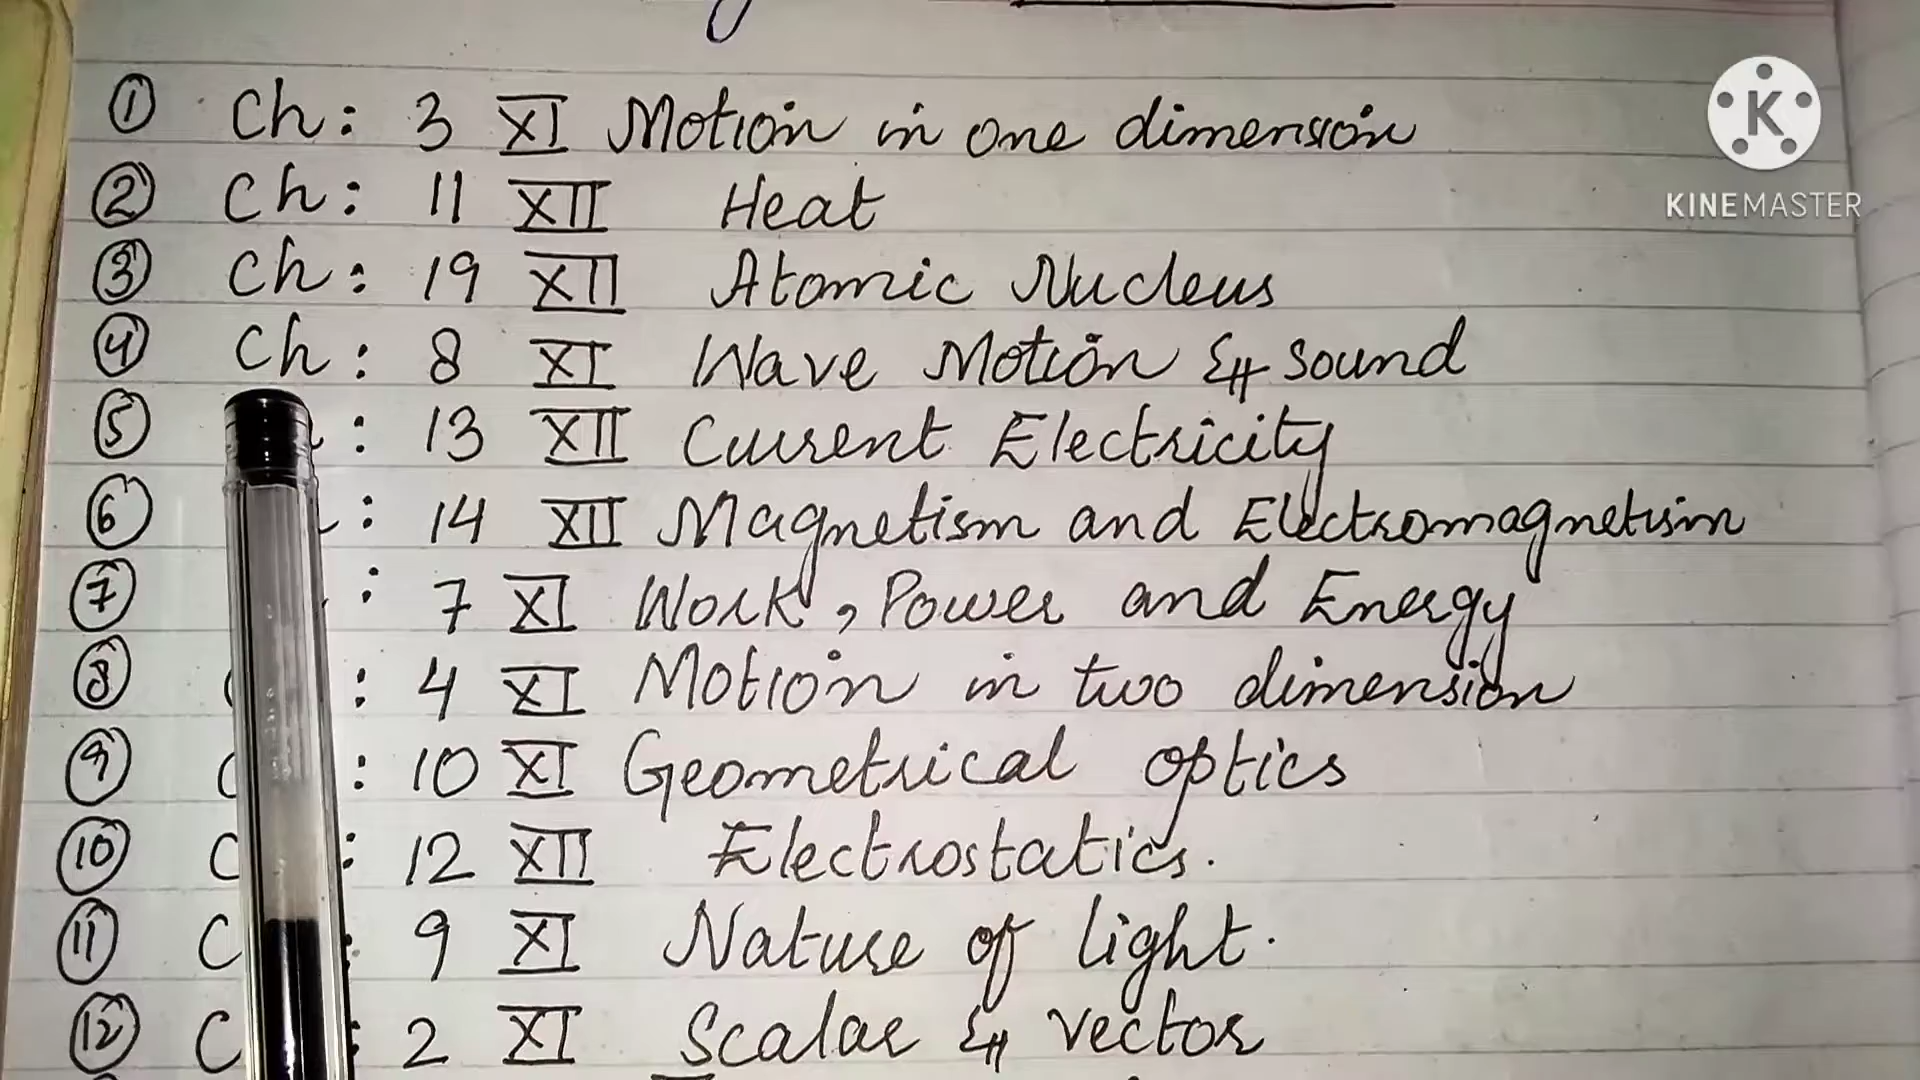 ① Ch: 3 XI Motion in one dimension
② Ch: 11 XII Heat
③ Ch: 19 XII Atomic Nucleus
④ Ch: 8 XI Wave Motion & Sound
⑤ : 13 XII Current Electricity
⑥ : 14 XII Magnetism and Electromagnetism
⑦ : 7 XI Work, Power and Energy
⑧ : 4 XI Motion in two dimension
⑨ C : 10 XI Geometrical optics
⑩ C : 12 XII Electrostatics.
⑪ C : 9 XI Nature of light.
⑫ C : 2 XI Scalar & vector
K
KINEMASTER